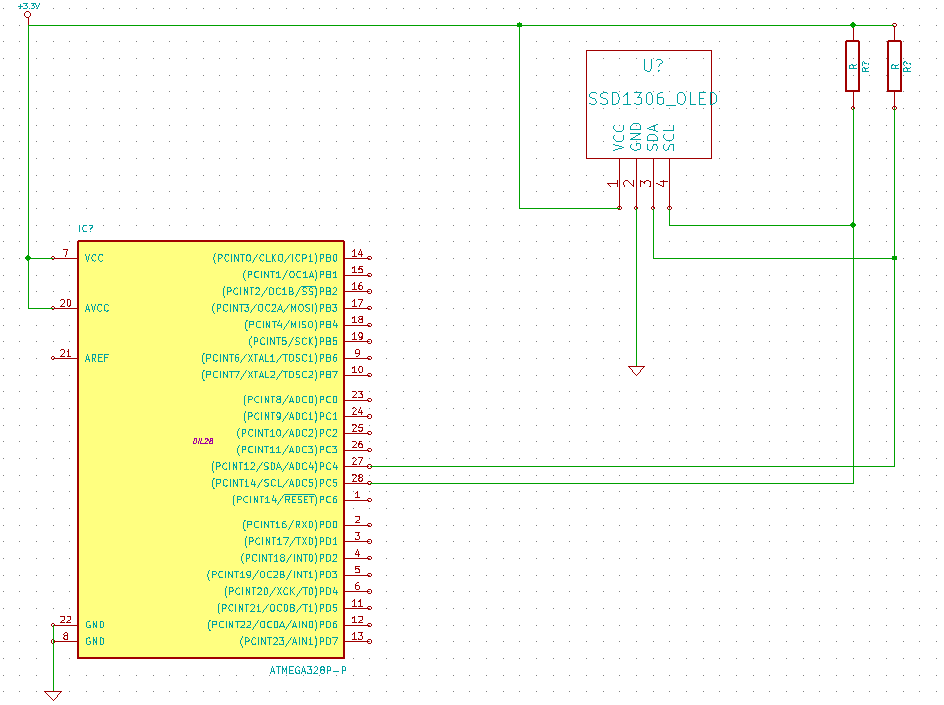 +3.3V
U?
SSD1306_OLED
VCC
GND
SDA
SCL
1
2
3
4
R
R?
R
R?
IC?
7 VCC
20 AVCC
21 AREF
22 GND
8 GND
(PCINT0/CLKO/ICP1)PB0 14
(PCINT1/OC1A)PB1 15
(PCINT2/OC1B/SS)PB2 16
(PCINT3/OC2A/MOSI)PB3 17
(PCINT4/MISO)PB4 18
(PCINT5/SCK)PB5 19
(PCINT6/XTAL1/TOSC1)PB6 9
(PCINT7/XTAL2/TOSC2)PB7 10
(PCINT8/ADC0)PC0 23
(PCINT9/ADC1)PC1 24
(PCINT10/ADC2)PC2 25
(PCINT11/ADC3)PC3 26
(PCINT12/SDA/ADC4)PC4 27
(PCINT14/SCL/ADC5)PC5 28
(PCINT14/RESET)PC6 1
(PCINT16/RXD)PD0 2
(PCINT17/TXD)PD1 3
(PCINT18/INT0)PD2 4
(PCINT19/OC2B/INT1)PD3 5
(PCINT20/XCK/T0)PD4 6
(PCINT21/OC0B/T1)PD5 11
(PCINT22/OC0A/AIN0)PD6 12
(PCINT23/AIN1)PD7 13
DIL28
ATMEGA328P-P